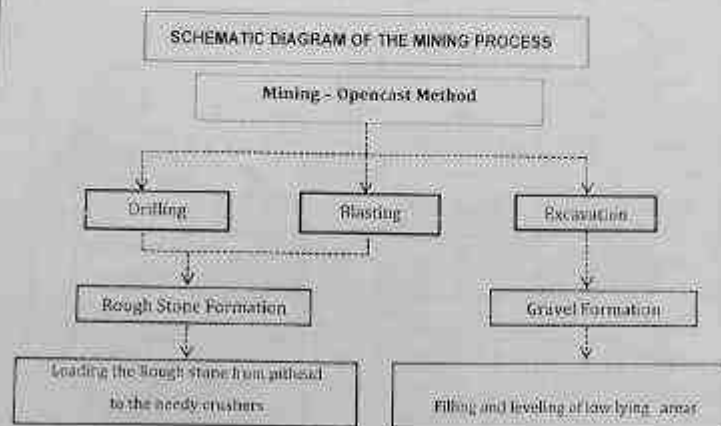 SCHEMATIC DIAGRAM OF THE MINING PROCESS
Mining – Opencast Method
Drilling
Blasting
Excavation
Rough Stone Formation
Gravel Formation
Loading the Rough stone from pithead
to the needy crushers
Filling and leveling of low lying areas